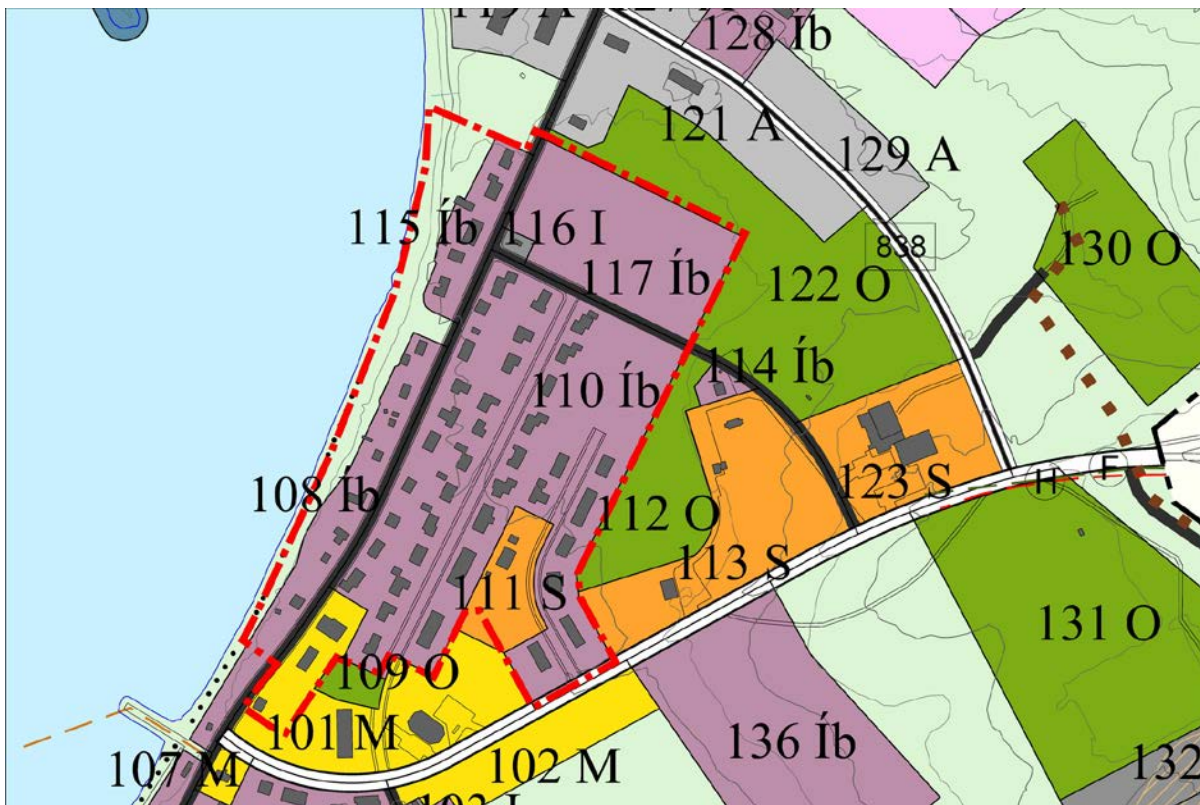 119 A
128 Íb
121 A
129 A
115 Íb
116 I
838
130 O
117 Íb
122 O
114 Íb
110 Íb
108 Íb
112 O
123 S
H
F
113 S
111 S
131 O
109 O
101 M
136 Íb
107 M
102 M
132